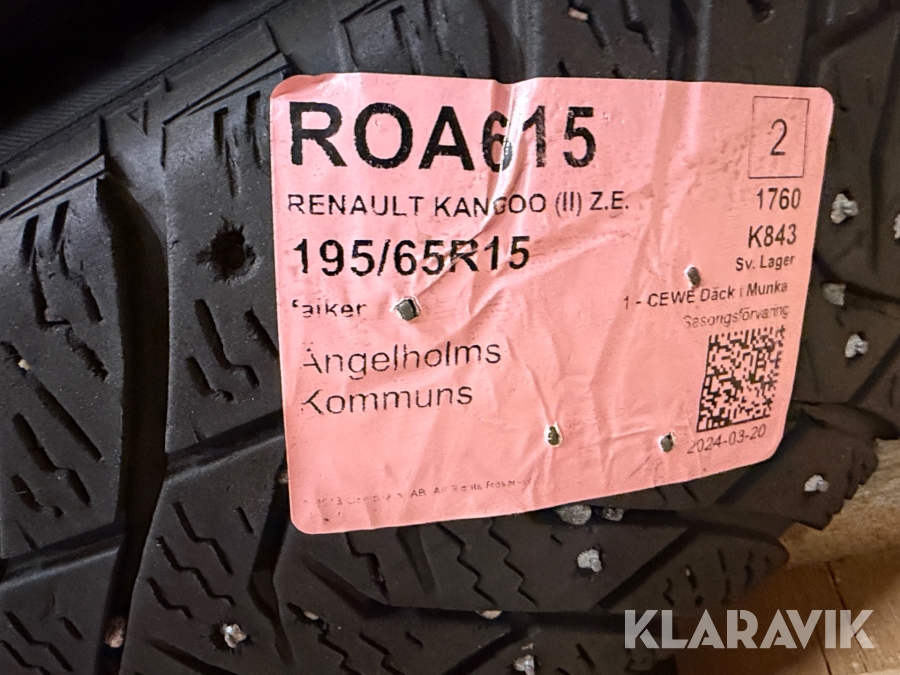 ROA615
2
RENAULT KANGOO (II) Z.E.
1760
195/65R15
K843
Sv. Lager
1 - CEWE Däck i Munka
Säsongsförvaring
Ängelholms
Kommuns
2024-03-20
KLARAVIK